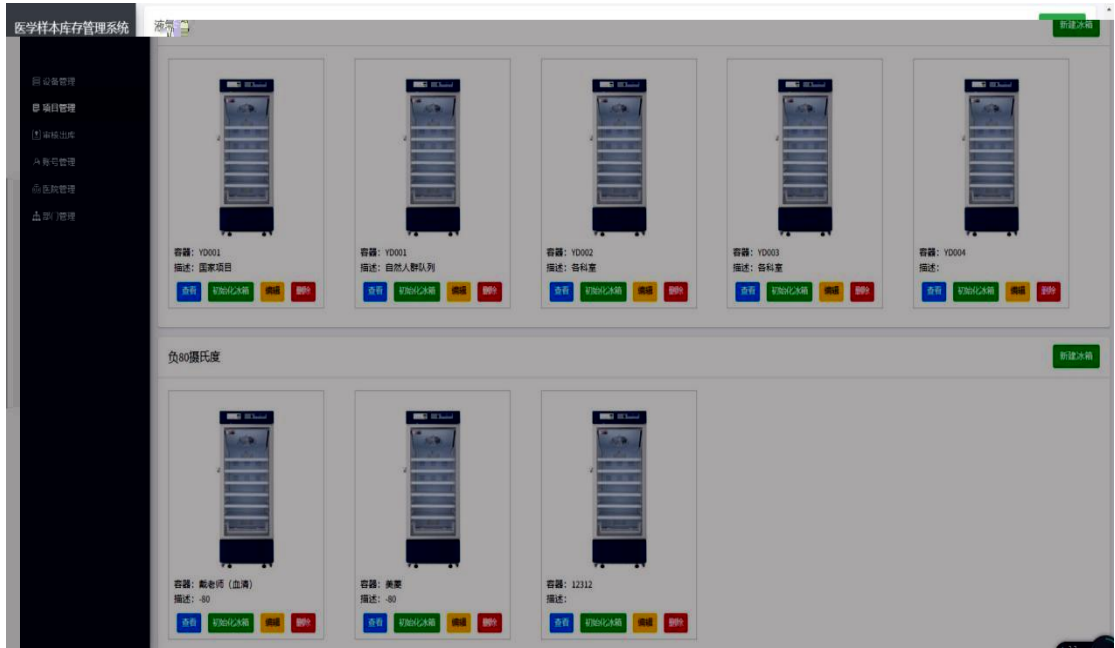 医学样本库存管理系统
液氮
新建冰箱
设备管理
项目管理
审核出库
账号管理
医院管理
部门管理
容器：YD001
描述：国家项目
查看 初始化冰箱 编辑 删除
容器：YD001
描述：自然人群队列
查看 初始化冰箱 编辑 删除
容器：YD002
描述：各科室
查看 初始化冰箱 编辑 删除
容器：YD003
描述：各科室
查看 初始化冰箱 编辑 删除
容器：YD004
描述：
查看 初始化冰箱 编辑 删除
负80摄氏度
新建冰箱
容器：戴老师（血清）
描述：-80
查看 初始化冰箱 编辑 删除
容器：美菱
描述：-80
查看 初始化冰箱 编辑 删除
容器：12312
描述：
查看 初始化冰箱 编辑 删除